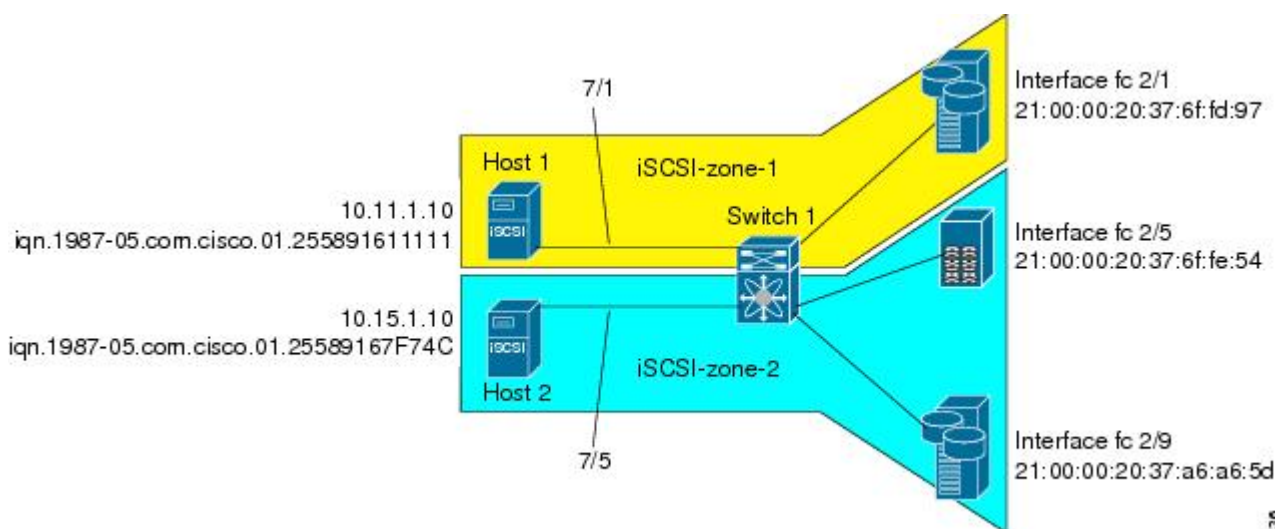 7/1
Interface fc 2/1
21:00:00:20:37:6f:fd:97
Host 1
iSCSI-zone-1
iSCSI
10.11.1.10
iqn.1987-05.com.cisco.01.255891611111
Switch 1
Interface fc 2/5
21:00:00:20:37:6f:fe:54
10.15.1.10
iqn.1987-05.com.cisco.01.25589167F74C
iSCSI
iSCSI-zone-2
Host 2
7/5
Interface fc 2/9
21:00:00:20:37:a6:a6:5d